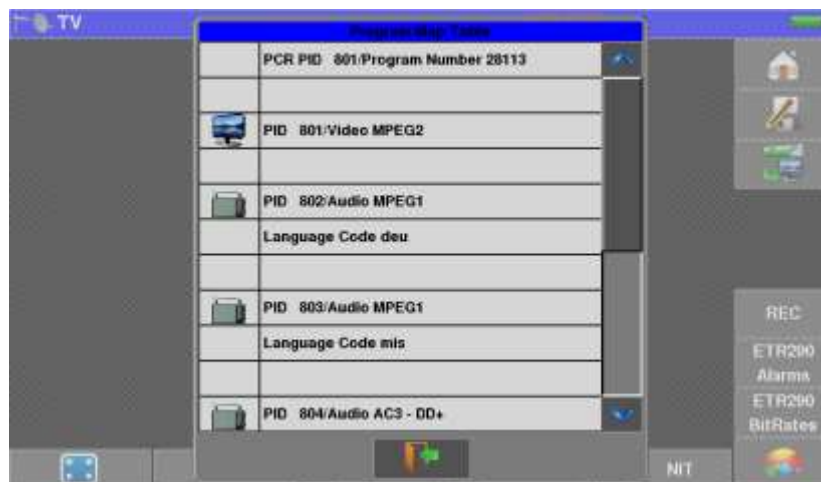 TV
Program Map Table
PCR PID 801/Program Number 28113
PID 801/Video MPEG2
PID 802/Audio MPEG1
Language Code deu
PID 803/Audio MPEG1
Language Code mis
PID 804/Audio AC3 - DD+
REC
ETR290
Alarms
ETR290
BitRates
NIT